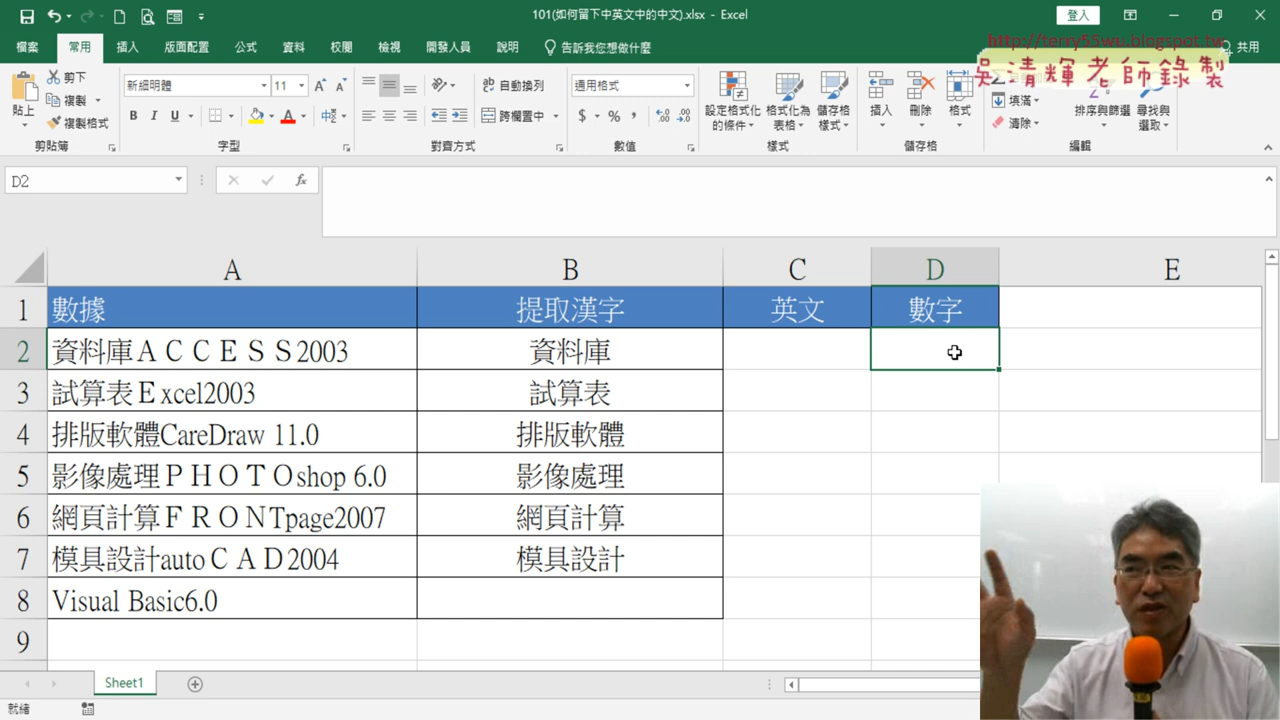 101(如何留下中英文中的中文).xlsx - Excel
登入
檔案 常用 插入 版面配置 公式 資料 校閱 檢視 開發人員 說明 告訴我您想做什麼 共用
http://terry55wu.blogspot.tw
吳清輝老師錄製
貼上 剪下 複製 複製格式 剪貼簿
新細明體 11 B I U A 字型
自動換列 跨欄置中 對齊方式
通用格式 $ % 數值
設定格式化的條件 格式化為表格 儲存格樣式 樣式
插入 刪除 格式 儲存格
填滿 清除 排序與篩選 尋找與選取 編輯
D2 fx
A B C D E
1 數據 提取漢字 英文 數字
2 資料庫ＡＣＣＥＳＳ2003 資料庫
3 試算表Ｅxcel2003 試算表
4 排版軟體CareDraw 11.0 排版軟體
5 影像處理ＰＨＯＴＯshop 6.0 影像處理
6 網頁計算ＦＲＯＮTpage2007 網頁計算
7 模具設計autoＣＡＤ2004 模具設計
8 Visual Basic6.0
9
Sheet1
就緒